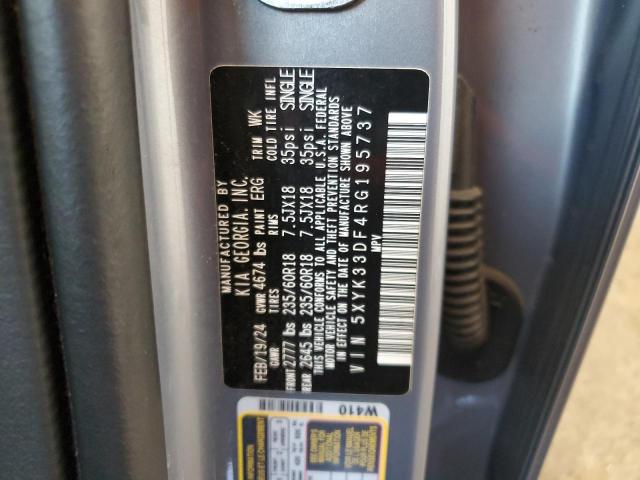 MANUFACTURED BY
KIA GEORGIA, INC.
FEB/19/24 GVWR 4674 lbs PAINT ERG TRIM WK
GAWR TIRES RIMS COLD TIRE INFL
FRONT 2777 lbs 235/60R18 7.5JX18 35psi SINGLE
REAR 2645 lbs 235/60R18 7.5JX18 35psi SINGLE
THIS VEHICLE CONFORMS TO ALL APPLICABLE U.S.A. FEDERAL
MOTOR VEHICLE SAFETY AND THEFT PREVENTION STANDARDS
IN EFFECT ON THE DATE OF MANUFACTURE SHOWN ABOVE
VIN 5XYK33DF4RG195737
MPV
W410